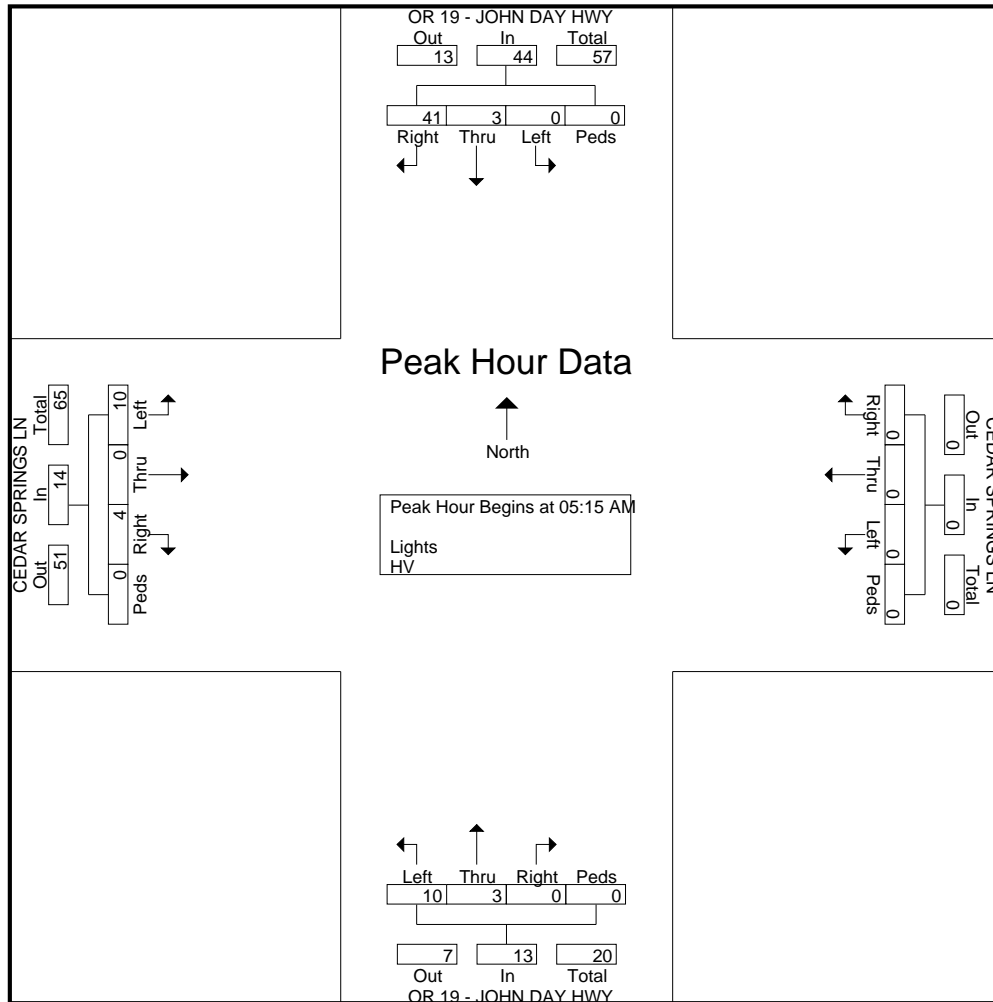 OR 19 - JOHN DAY HWY
Out In Total
13 44 57
41 3 0 0
Right Thru Left Peds
Peak Hour Data
North
Peak Hour Begins at 05:15 AM
Lights
HV
CEDAR SPRINGS LN
Out In Total
51 14 65
10 0 4 0
Left Thru Right Peds
CEDAR SPRINGS LN
Out In Total
0 0 0
0 0 0 0
Right Thru Left Peds
Left Thru Right Peds
10 3 0 0
7 13 20
Out In Total
OR 19 - JOHN DAY HWY